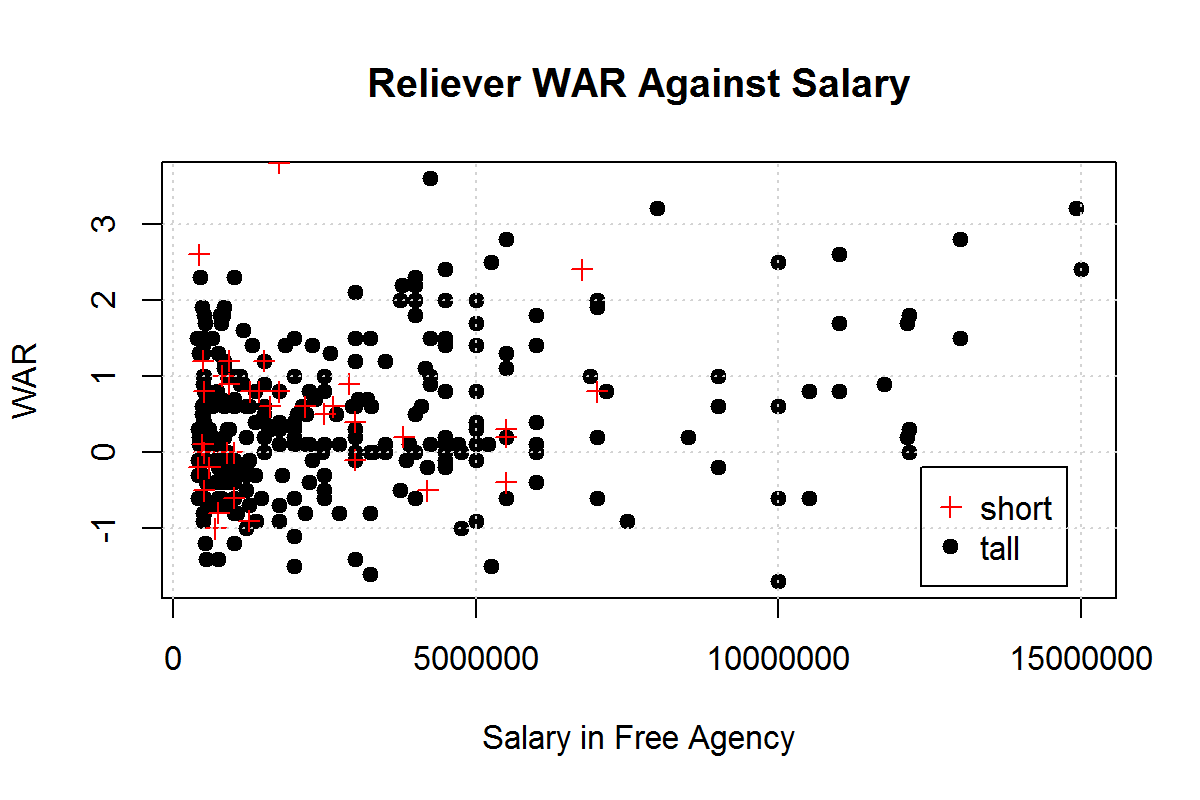 Reliever WAR Against Salary
WAR
3
2
1
0
-1
short
tall
0 5000000 10000000 15000000
Salary in Free Agency